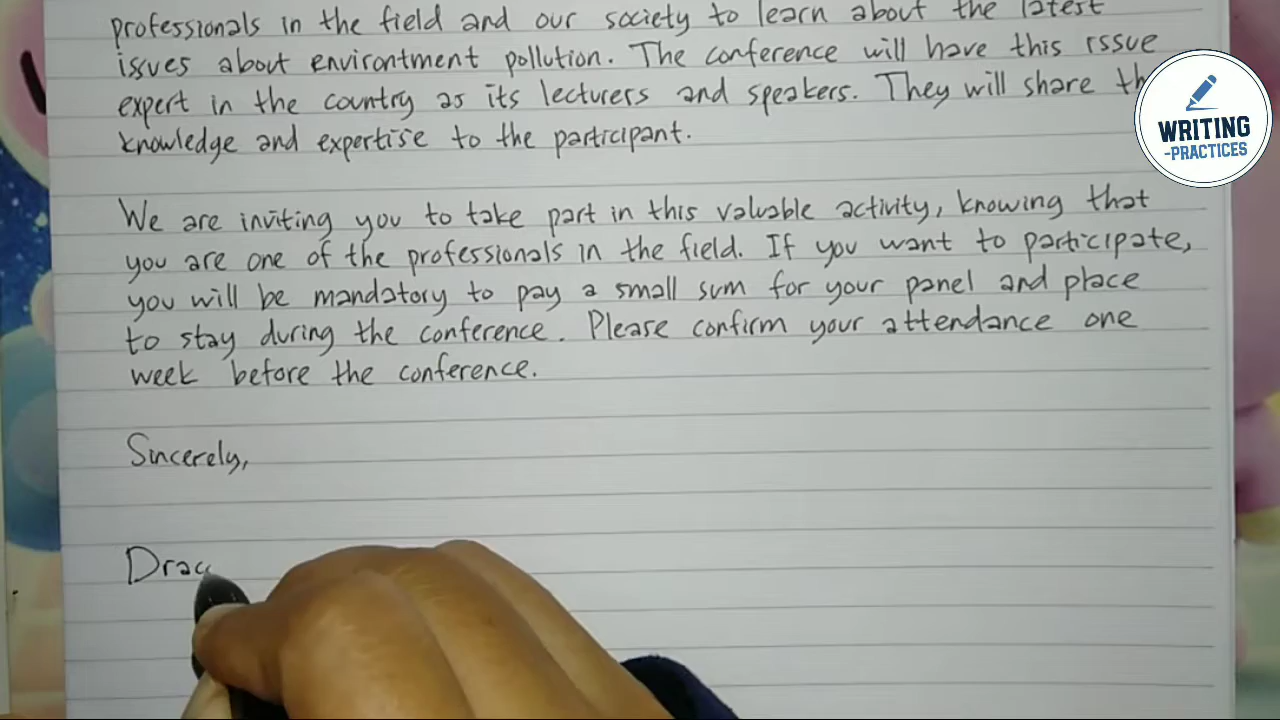 professionals in the field and our society to learn about the latest
issues about environtment pollution. The conference will have this issue
expert in the country as its lecturers and speakers. They will share
knowledge and expertise to the participant.
We are inviting you to take part in this valuable activity, knowing that
you are one of the professionals in the field. If you want to participate,
you will be mandatory to pay a small sum for your panel and place
to stay during the conference. Please confirm your attendance one
week before the conference.
Sincerely,
WRITING
-PRACTICES